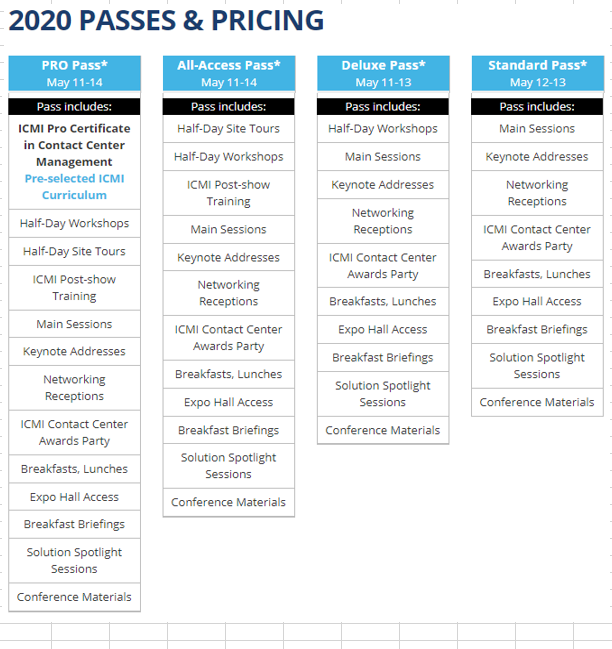 2020 PASSES & PRICING
PRO Pass*
May 11-14
Pass includes:
ICMI Pro Certificate
in Contact Center
Management
Pre-selected ICMI
Curriculum
Half-Day Workshops
Half-Day Site Tours
ICMI Post-show
Training
Main Sessions
Keynote Addresses
Networking
Receptions
ICMI Contact Center
Awards Party
Breakfasts, Lunches
Expo Hall Access
Breakfast Briefings
Solution Spotlight
Sessions
Conference Materials
All-Access Pass*
May 11-14
Pass includes:
Half-Day Site Tours
Half-Day Workshops
ICMI Post-show
Training
Main Sessions
Keynote Addresses
Networking
Receptions
ICMI Contact Center
Awards Party
Breakfasts, Lunches
Expo Hall Access
Breakfast Briefings
Solution Spotlight
Sessions
Conference Materials
Deluxe Pass*
May 11-13
Pass includes:
Half-Day Workshops
Main Sessions
Keynote Addresses
Networking
Receptions
ICMI Contact Center
Awards Party
Breakfasts, Lunches
Expo Hall Access
Breakfast Briefings
Solution Spotlight
Sessions
Conference Materials
Standard Pass*
May 12-13
Pass includes:
Main Sessions
Keynote Addresses
Networking
Receptions
ICMI Contact Center
Awards Party
Breakfasts, Lunches
Expo Hall Access
Breakfast Briefings
Solution Spotlight
Sessions
Conference Materials